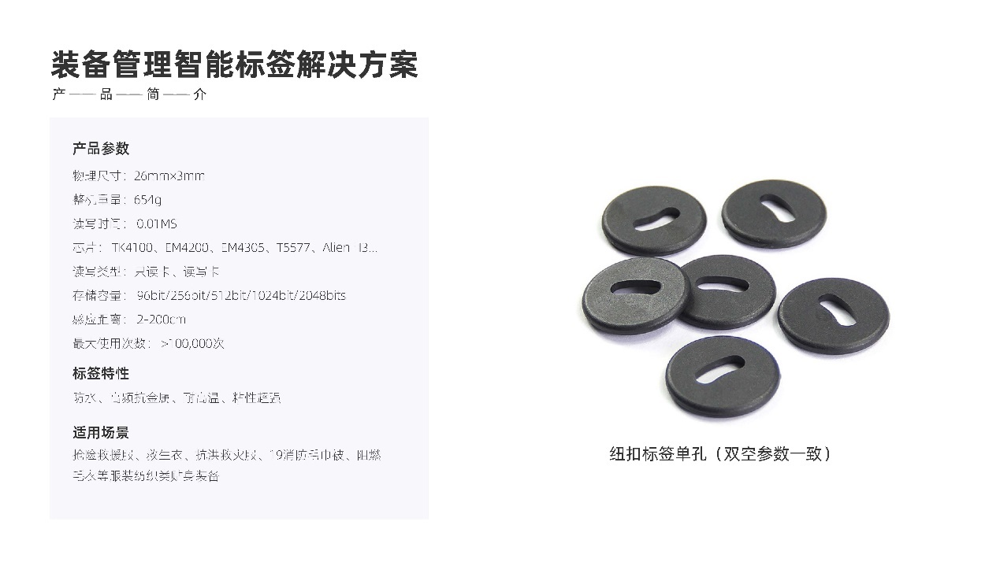 装备管理智能标签解决方案
产——品——简——介
产品参数
物理尺寸：26mm×3mm
整机重量：654g
读写时间：0.01MS
芯片：TK4100、EM4200、EM4305、T5577、Alien H3...
读写类型：只读卡、读写卡
存储容量：96bit/256bit/512bit/1024bit/2048bits
感应距离：2-200cm
最大使用次数：>100,000次
标签特性
防水、高频抗金属、耐高温、粘性超强
适用场景
抢险救援服、救生衣、抗洪救灾服、19消防毛巾被、阻燃
毛衣等服装纺织类贴身装备
纽扣标签单孔（双空参数一致）